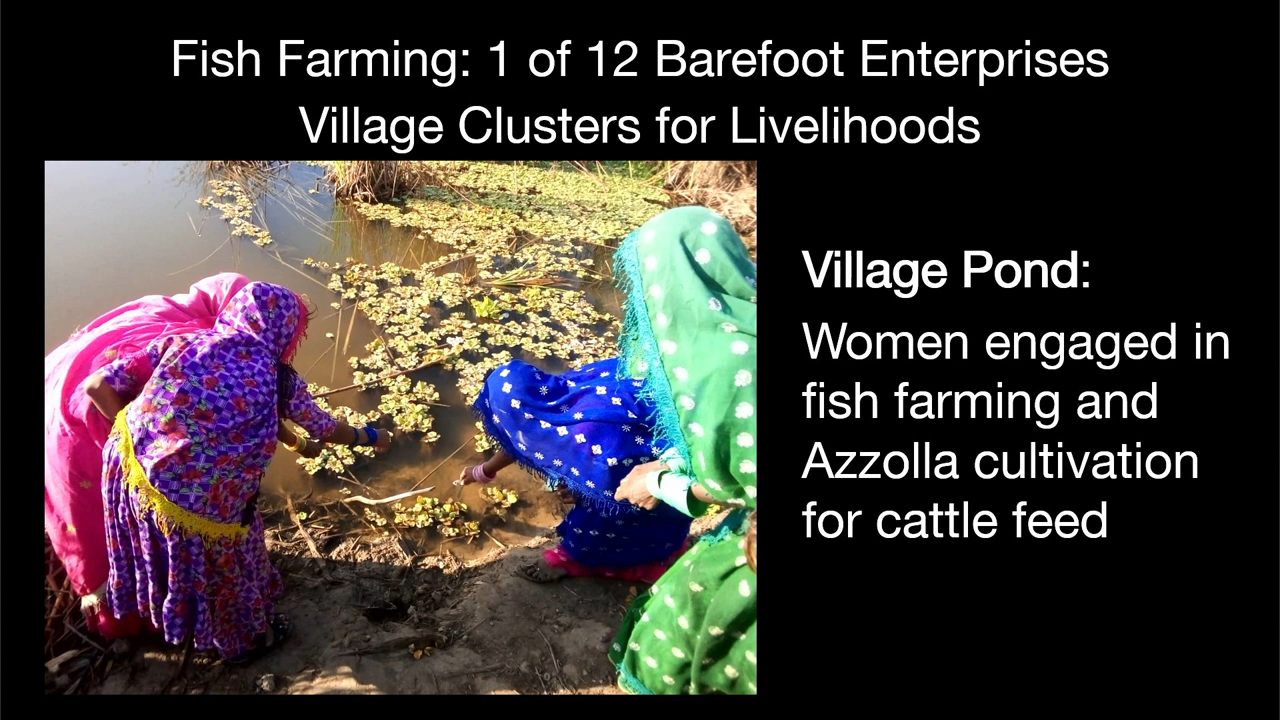 Fish Farming: 1 of 12 Barefoot Enterprises
Village Clusters for Livelihoods
Village Pond:
Women engaged in
fish farming and
Azzolla cultivation
for cattle feed